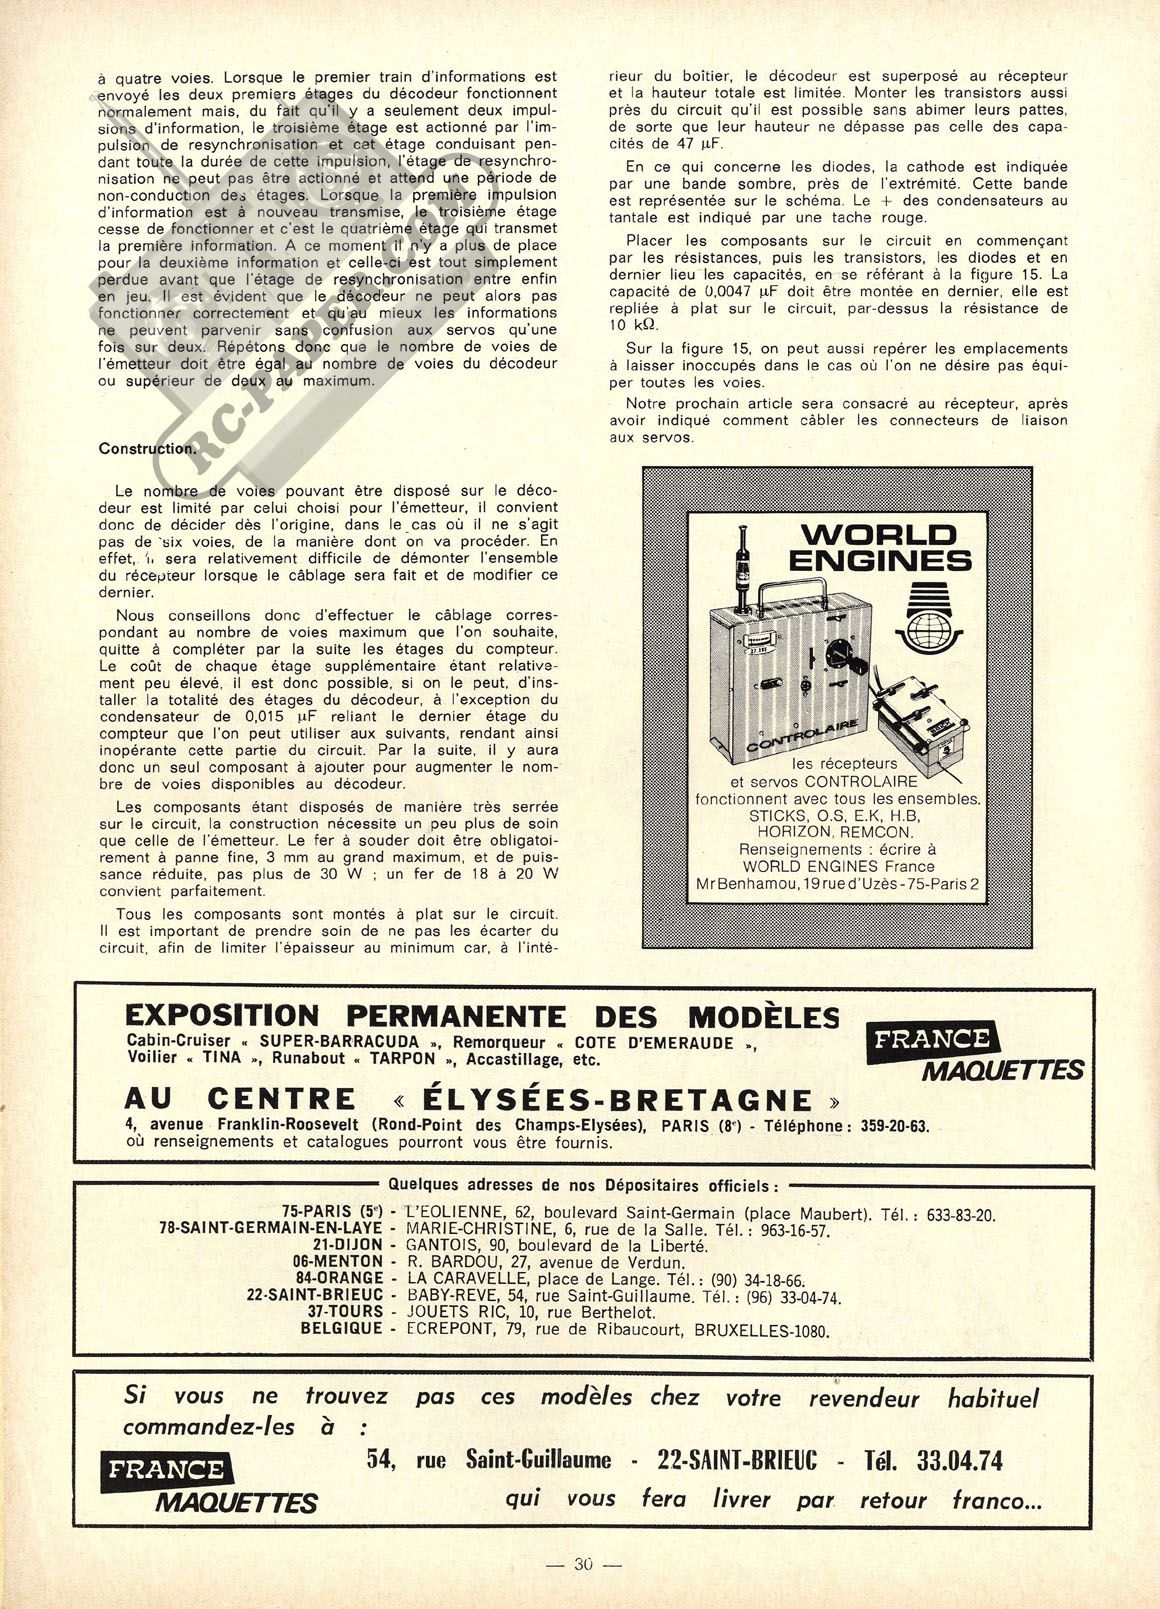 à quatre voies. Lorsque le premier train d'informations est
envoyé les deux premiers étages du décodeur fonctionnent
normalement mais, du fait qu'il y a seulement deux impul-
sions d'information, le troisième étage est actionné par l'im-
pulsion de resynchronisation et cet étage conduisant pen-
dant toute la durée de cette impulsion, l'étage de resynchro-
nisation ne peut pas être actionné et attend une période de
non-conduction des étages. Lorsque la première impulsion
d'information est à nouveau transmise, le troisième étage
cesse de fonctionner et c'est le quatrième étage qui transmet
la première information. A ce moment il n'y a plus de place
pour la deuxième information et celle-ci est tout simplement
perdue avant que l'étage de resynchronisation entre enfin
en jeu. Il est évident que le décodeur ne peut alors pas
fonctionner correctement et qu'au mieux les informations
ne peuvent parvenir sans confusion aux servos qu'une
fois sur deux. Répétons donc que le nombre de voies de
l'émetteur doit être égal au nombre de voies du décodeur
ou supérieur de deux au maximum.
RC-PAPER.COM
Construction.
Le nombre de voies pouvant être disposé sur le déco-
deur est limité par celui choisi pour l'émetteur, il convient
donc de décider dès l'origine, dans le cas où il ne s'agit
pas de six voies, de la manière dont on va procéder. En
effet, il sera relativement difficile de démonter l'ensemble
du récepteur lorsque le câblage sera fait et de modifier ce
dernier.
Nous conseillons donc d'effectuer le câblage corres-
pondant au nombre de voies maximum que l'on souhaite,
quitte à compléter par la suite les étages du compteur.
Le coût de chaque étage supplémentaire étant relative-
ment peu élevé, il est donc possible, si on le peut, d'ins-
taller la totalité des étages du décodeur, à l'exception du
condensateur de 0,015 µF reliant le dernier étage du
compteur que l'on peut utiliser aux suivants, rendant ainsi
inopérante cette partie du circuit. Par la suite, il y aura
donc un seul composant à ajouter pour augmenter le nom-
bre de voies disponibles au décodeur.
Les composants étant disposés de manière très serrée
sur le circuit, la construction nécessite un peu plus de soin
que celle de l'émetteur. Le fer à souder doit être obligatoi-
rement à panne fine, 3 mm au grand maximum, et de puis-
sance réduite, pas plus de 30 W ; un fer de 18 à 20 W
convient parfaitement.
Tous les composants sont montés à plat sur le circuit.
Il est important de prendre soin de ne pas les écarter du
circuit, afin de limiter l'épaisseur au minimum car, à l'inté-
rieur du boîtier, le décodeur est superposé au récepteur
et la hauteur totale est limitée. Monter les transistors aussi
près du circuit qu'il est possible sans abimer leurs pattes,
de sorte que leur hauteur ne dépasse pas celle des capa-
cités de 47 µF.
En ce qui concerne les diodes, la cathode est indiquée
par une bande sombre, près de l'extrémité. Cette bande
est représentée sur le schéma. Le + des condensateurs au
tantale est indiqué par une tache rouge.
Placer les composants sur le circuit en commençant
par les résistances, puis les transistors, les diodes et en
dernier lieu les capacités, en se référant à la figure 15. La
capacité de 0,0047 µF doit être montée en dernier, elle est
repliée à plat sur le circuit, par-dessus la résistance de
10 kΩ.
Sur la figure 15, on peut aussi repérer les emplacements
à laisser inoccupés dans le cas où l'on ne désire pas équi-
per toutes les voies.
Notre prochain article sera consacré au récepteur, après
avoir indiqué comment câbler les connecteurs de liaison
aux servos.
WORLD
ENGINES
CONTROLAIRE
les récepteurs
et servos CONTROLAIRE
fonctionnent avec tous les ensembles.
STICKS, O.S, E.K, H.B,
HORIZON, REMCON.
Renseignements : écrire à
WORLD ENGINES France
Mr Benhamou, 19 rue d'Uzès - 75-Paris 2
EXPOSITION PERMANENTE DES MODÈLES
Cabin-Cruiser « SUPER-BARRACUDA », Remorqueur « COTE D'EMERAUDE »,
Voilier « TINA », Runabout « TARPON », Accastillage, etc.
FRANCE
MAQUETTES
AU CENTRE « ÉLYSÉES-BRETAGNE »
4, avenue Franklin-Roosevelt (Rond-Point des Champs-Elysées), PARIS (8e) - Téléphone : 359-20-63.
où renseignements et catalogues pourront vous être fournis.
Quelques adresses de nos Dépositaires officiels :
75-PARIS (5e) - L'EOLIENNE, 62, boulevard Saint-Germain (place Maubert). Tél. : 633-83-20.
78-SAINT-GERMAIN-EN-LAYE - MARIE-CHRISTINE, 6, rue de la Salle. Tél. : 963-16-57.
21-DIJON - GANTOIS, 90, boulevard de la Liberté.
06-MENTON - R. BARDOU, 27, avenue de Verdun.
84-ORANGE - LA CARAVELLE, place de Lange. Tél. : (90) 34-18-66.
22-SAINT-BRIEUC - BABY-REVE, 54, rue Saint-Guillaume. Tél. : (96) 33-04-74.
37-TOURS - JOUETS RIC, 10, rue Berthelot.
BELGIQUE - ECREPONT, 79, rue de Ribaucourt, BRUXELLES-1080.
Si vous ne trouvez pas ces modèles chez votre revendeur habituel
commandez-les à :
FRANCE
MAQUETTES
54, rue Saint-Guillaume - 22-SAINT-BRIEUC - Tél. 33.04.74
qui vous fera livrer par retour franco...
— 30 —